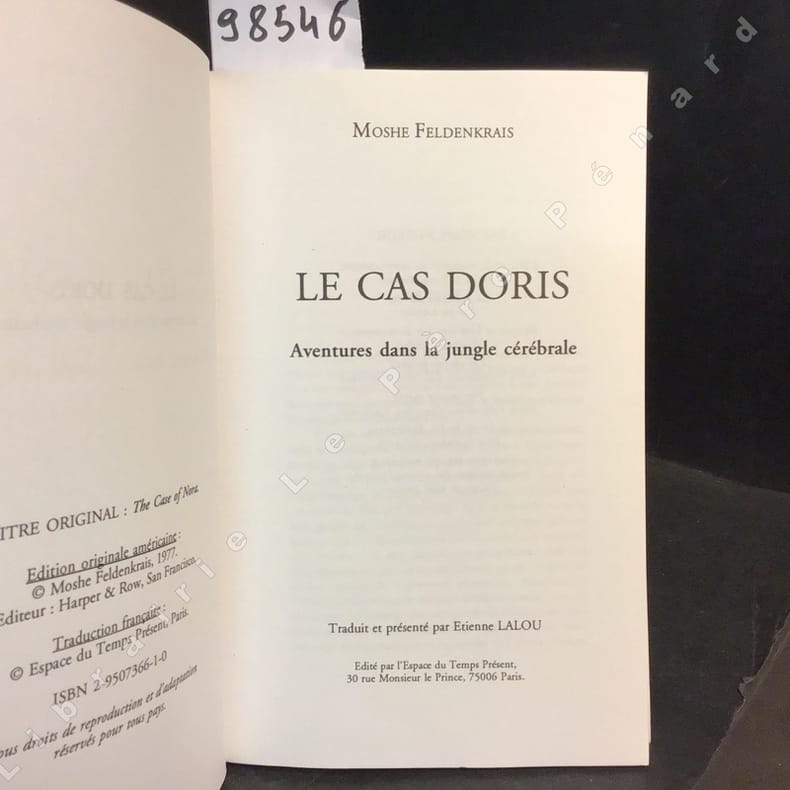 98546
ITRE ORIGINAL : The Case of Nora.
Edition originale américaine :
© Moshe Feldenkrais, 1977.
Editeur : Harper & Row, San Francisco.
Traduction française :
© Espace du Temps Présent, Paris.
ISBN 2-9507366-1-0
ous droits de reproduction et d'adaptation
réservés pour tous pays.
MOSHE FELDENKRAIS
LE CAS DORIS
Aventures dans la jungle cérébrale
Traduit et présenté par Etienne LALOU
Edité par l'Espace du Temps Présent,
30 rue Monsieur le Prince, 75006 Paris.
Librairie Le Père Pénard